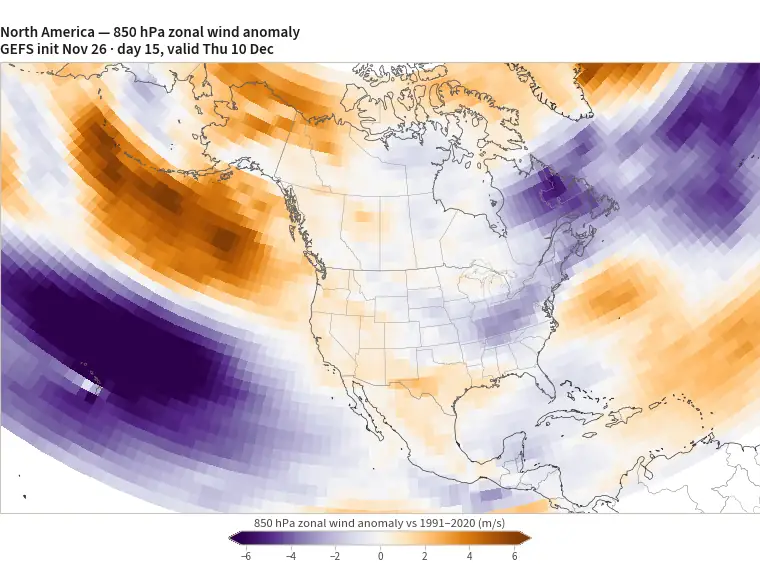 North America — 850 hPa zonal wind anomaly
GEFS init Nov 26 · day 15, valid Thu 10 Dec
850 hPa zonal wind anomaly vs 1991–2020 (m/s)
−6 −4 −2 0 2 4 6